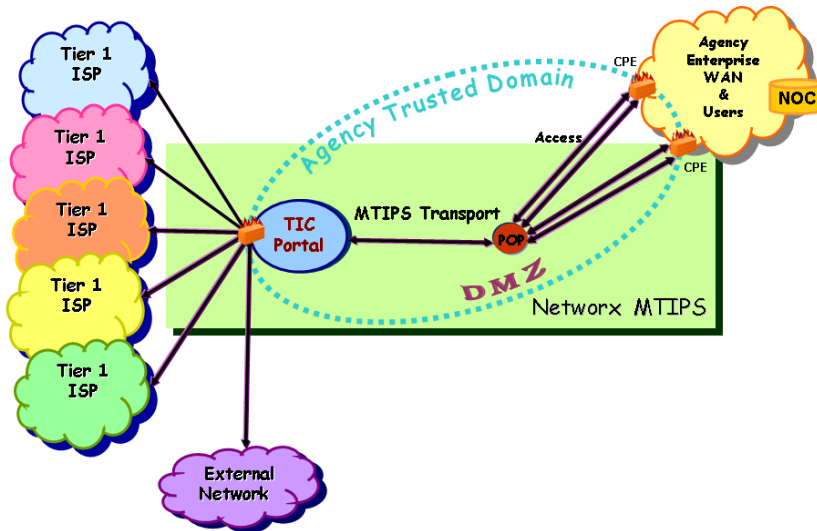 Tier 1
ISP
Tier 1
ISP
Tier 1
ISP
Tier 1
ISP
Tier 1
ISP
External
Network
TIC
Portal
Agency Trusted Domain
MTIPS Transport
POP
DMZ
Networx MTIPS
Access
CPE
CPE
Agency
Enterprise
WAN
&
Users
NOC